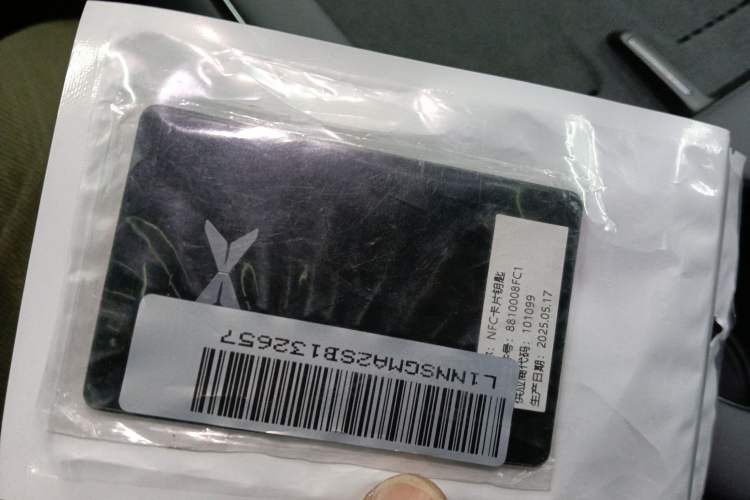 : NFC卡片钥匙
号: 8810008FC1
供应商代码: 101099
生产日期: 2025.05.17
L1NNSGMA2SB132657